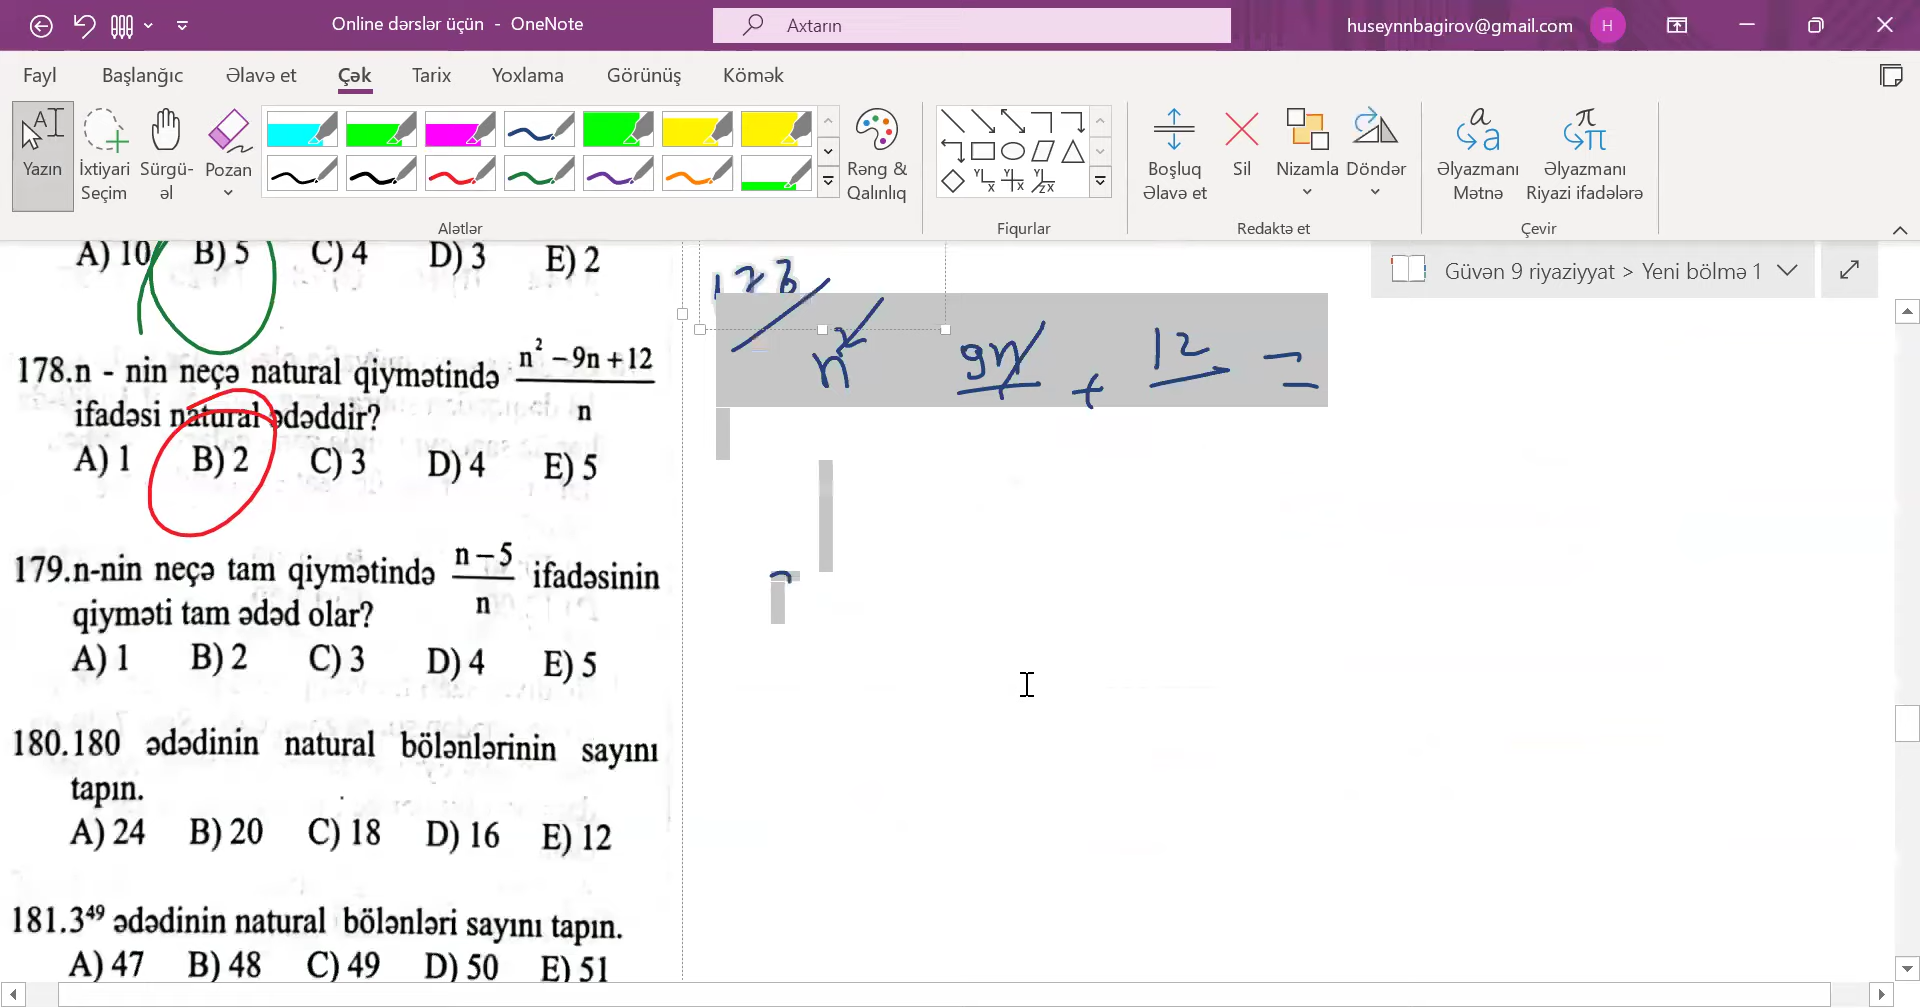 Online dərslər üçün - OneNote
Axtarın
huseynnbagirov@gmail.com
H
Fayl
Başlanğıc
Əlavə et
Çək
Tarix
Yoxlama
Görünüş
Kömək
Yazın
İxtiyari Seçim
Sürgü-əl
Pozan
Rəng & Qalınlıq
Boşluq Əlavə et
Sil
Nizamla
Döndər
Əlyazmanı Mətnə
Əlyazmanı Riyazi ifadələrə
Alətlər
Fiqurlar
Redaktə et
Çevir
Güvən 9 riyaziyyat > Yeni bölmə 1
A) 10 B) 5 C) 4 D) 3 E) 2
178.n - nin neçə natural qiymətində (n² – 9n + 12)/n
ifadəsi natural ədəddir?
A) 1 B) 2 C) 3 D) 4 E) 5
179.n-nin neçə tam qiymətində (n – 5)/n ifadəsinin
qiyməti tam ədəd olar?
A) 1 B) 2 C) 3 D) 4 E) 5
180.180 ədədinin natural bölənlərinin sayını
tapın.
A) 24 B) 20 C) 18 D) 16 E) 12
181.3⁴⁹ ədədinin natural bölənləri sayını tapın.
A) 47 B) 48 C) 49 D) 50 E) 51
n 9n + 12 =